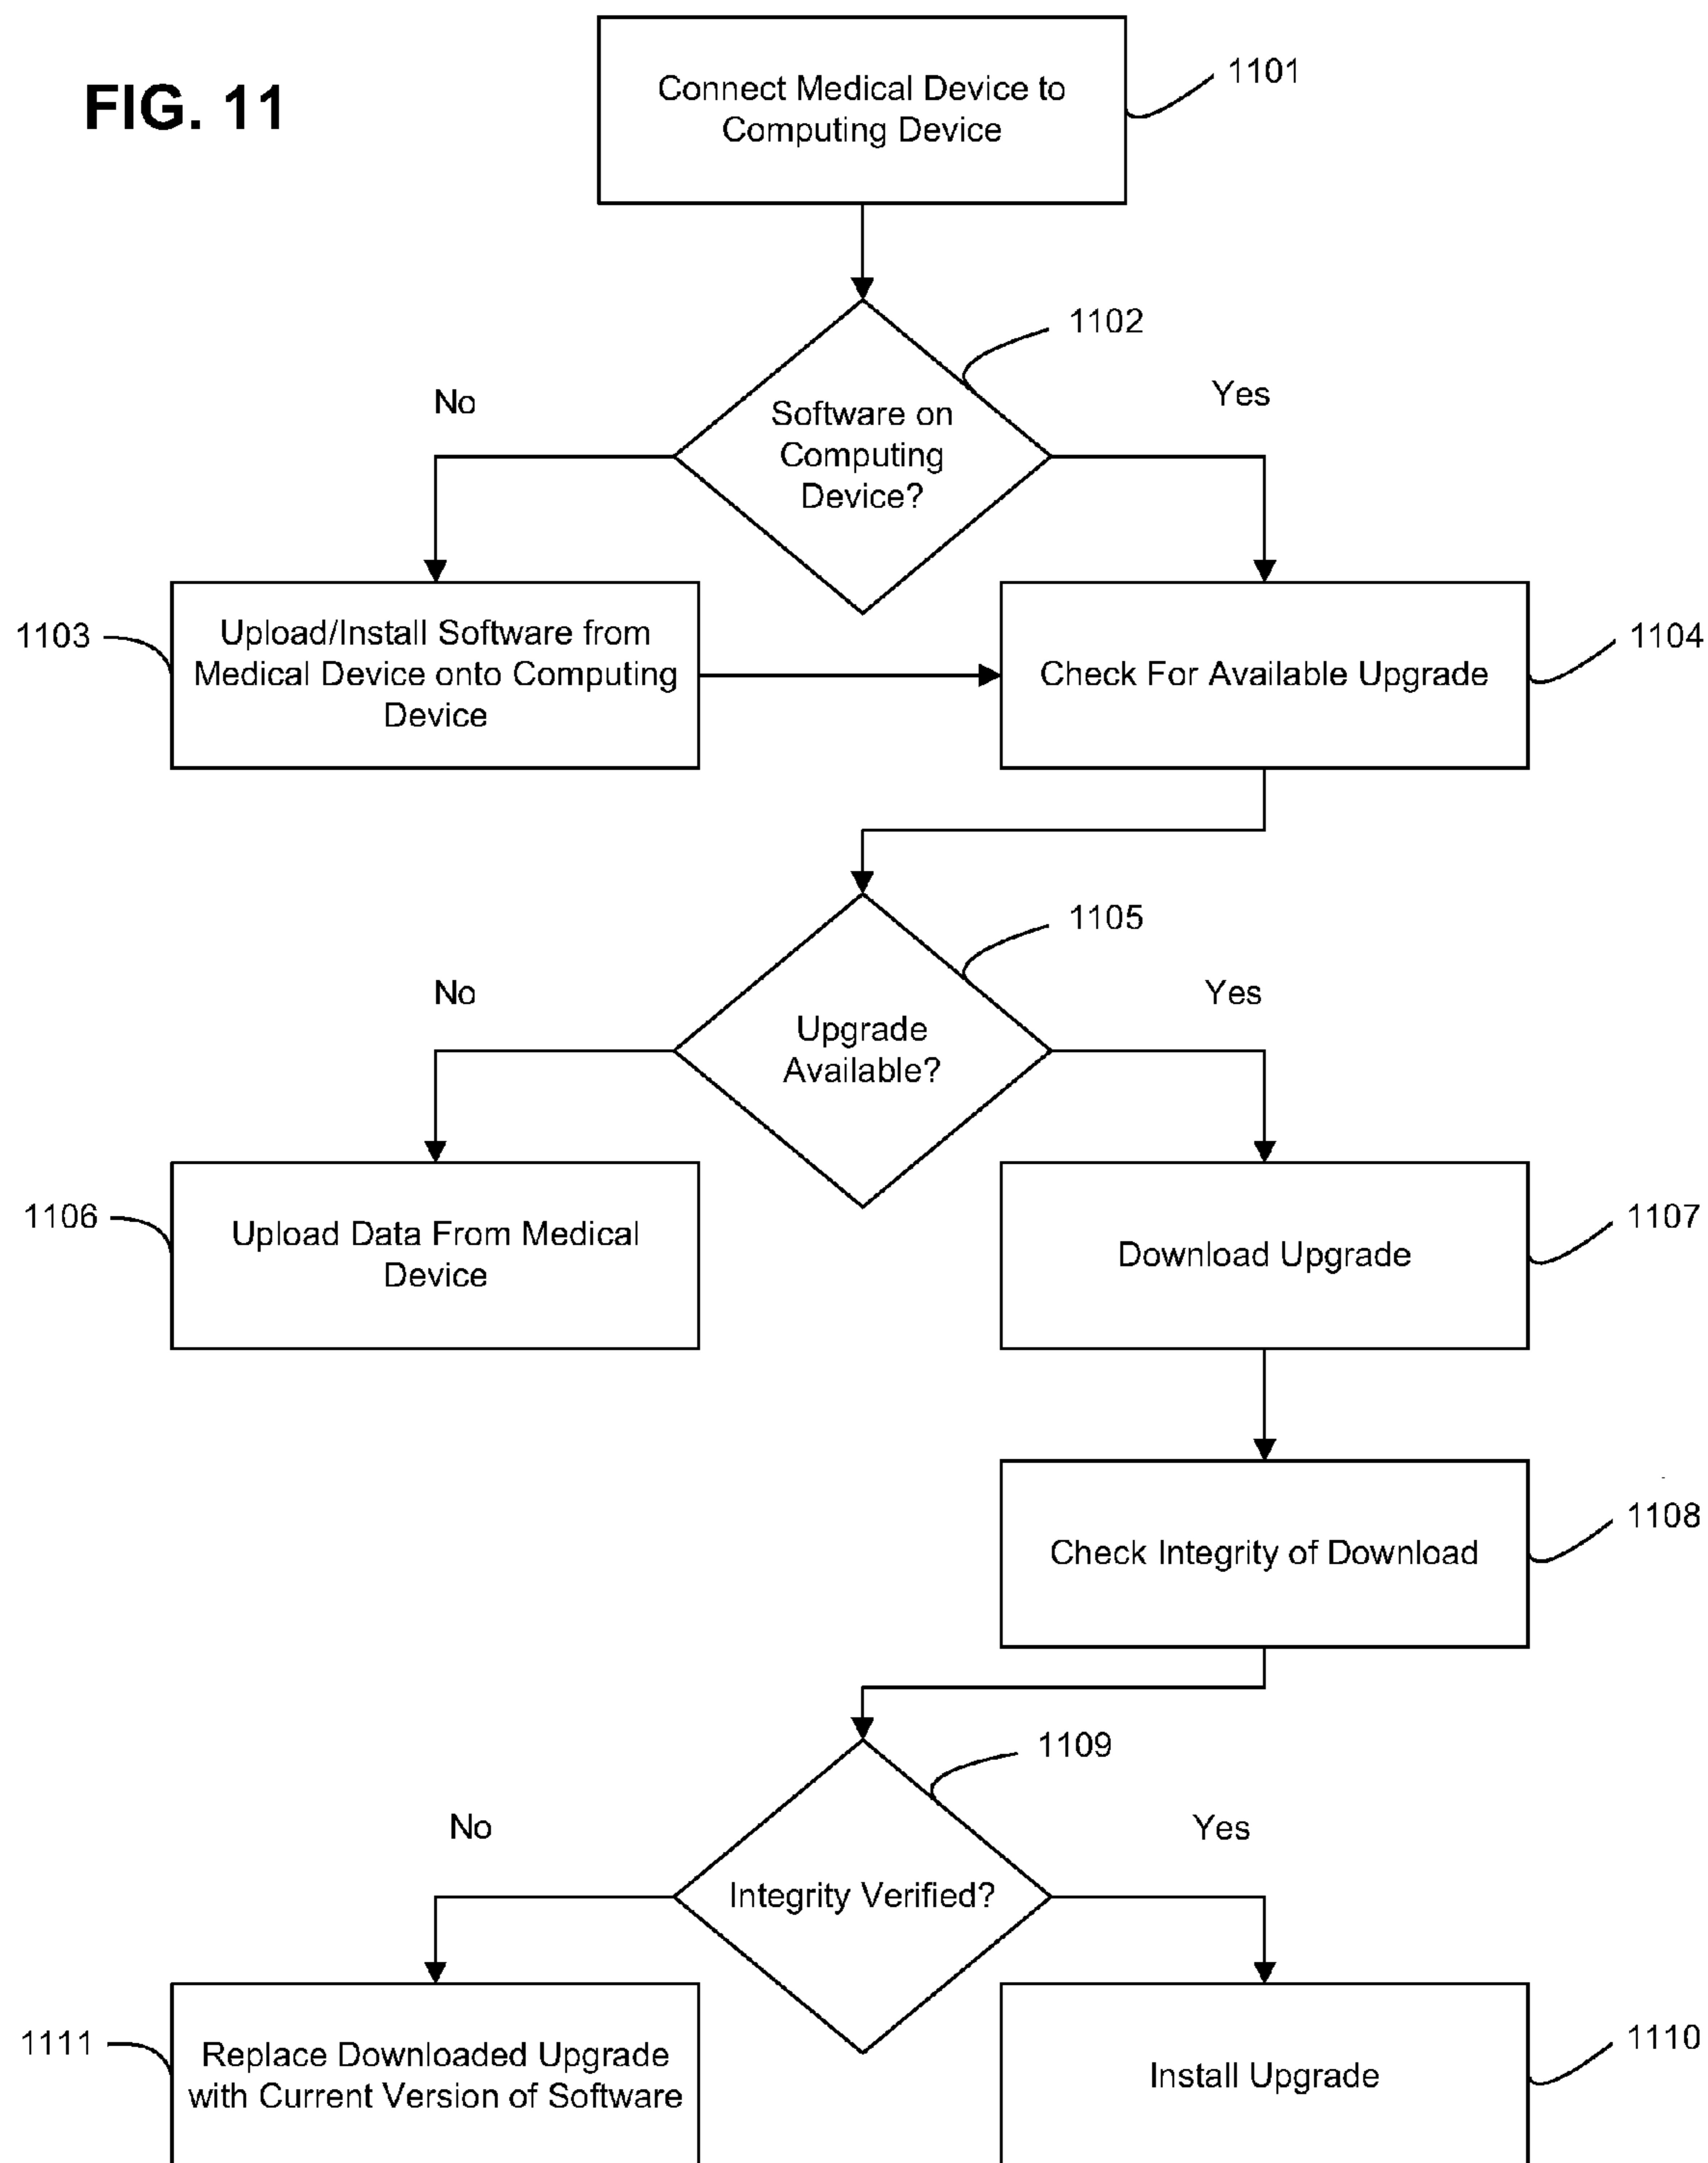 FIG. 11
Connect Medical Device to
Computing Device
1101
1102
No
Yes
Software on
Computing
Device?
1103
Upload/Install Software from
Medical Device onto Computing
Device
Check For Available Upgrade
1104
1105
No
Yes
Upgrade
Available?
1106
Upload Data From Medical
Device
Download Upgrade
1107
Check Integrity of Download
1108
1109
No
Yes
Integrity Verified?
1111
Replace Downloaded Upgrade
with Current Version of Software
Install Upgrade
1110